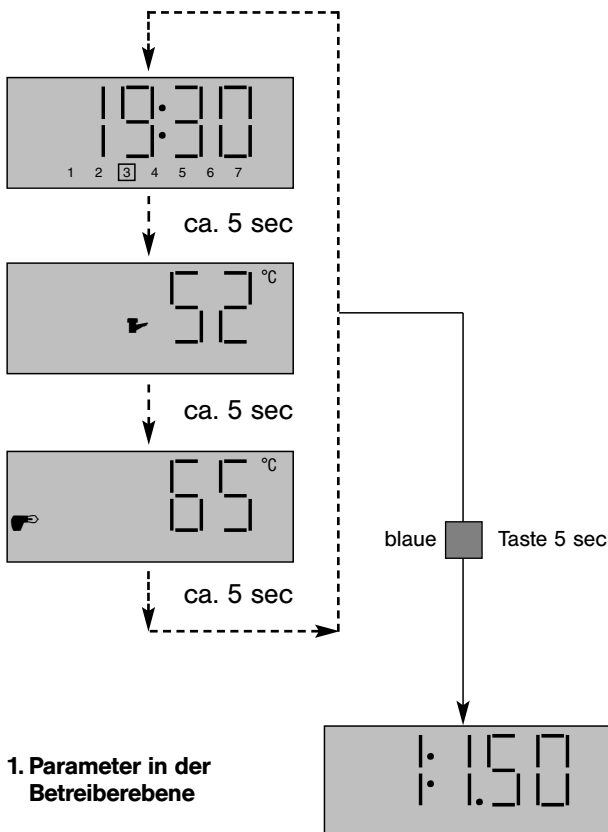 19:30
1 2 3 4 5 6 7
ca. 5 sec
52 °C
ca. 5 sec
65 °C
ca. 5 sec
blaue Taste 5 sec
1:1.50
1. Parameter in der
Betreiberebene